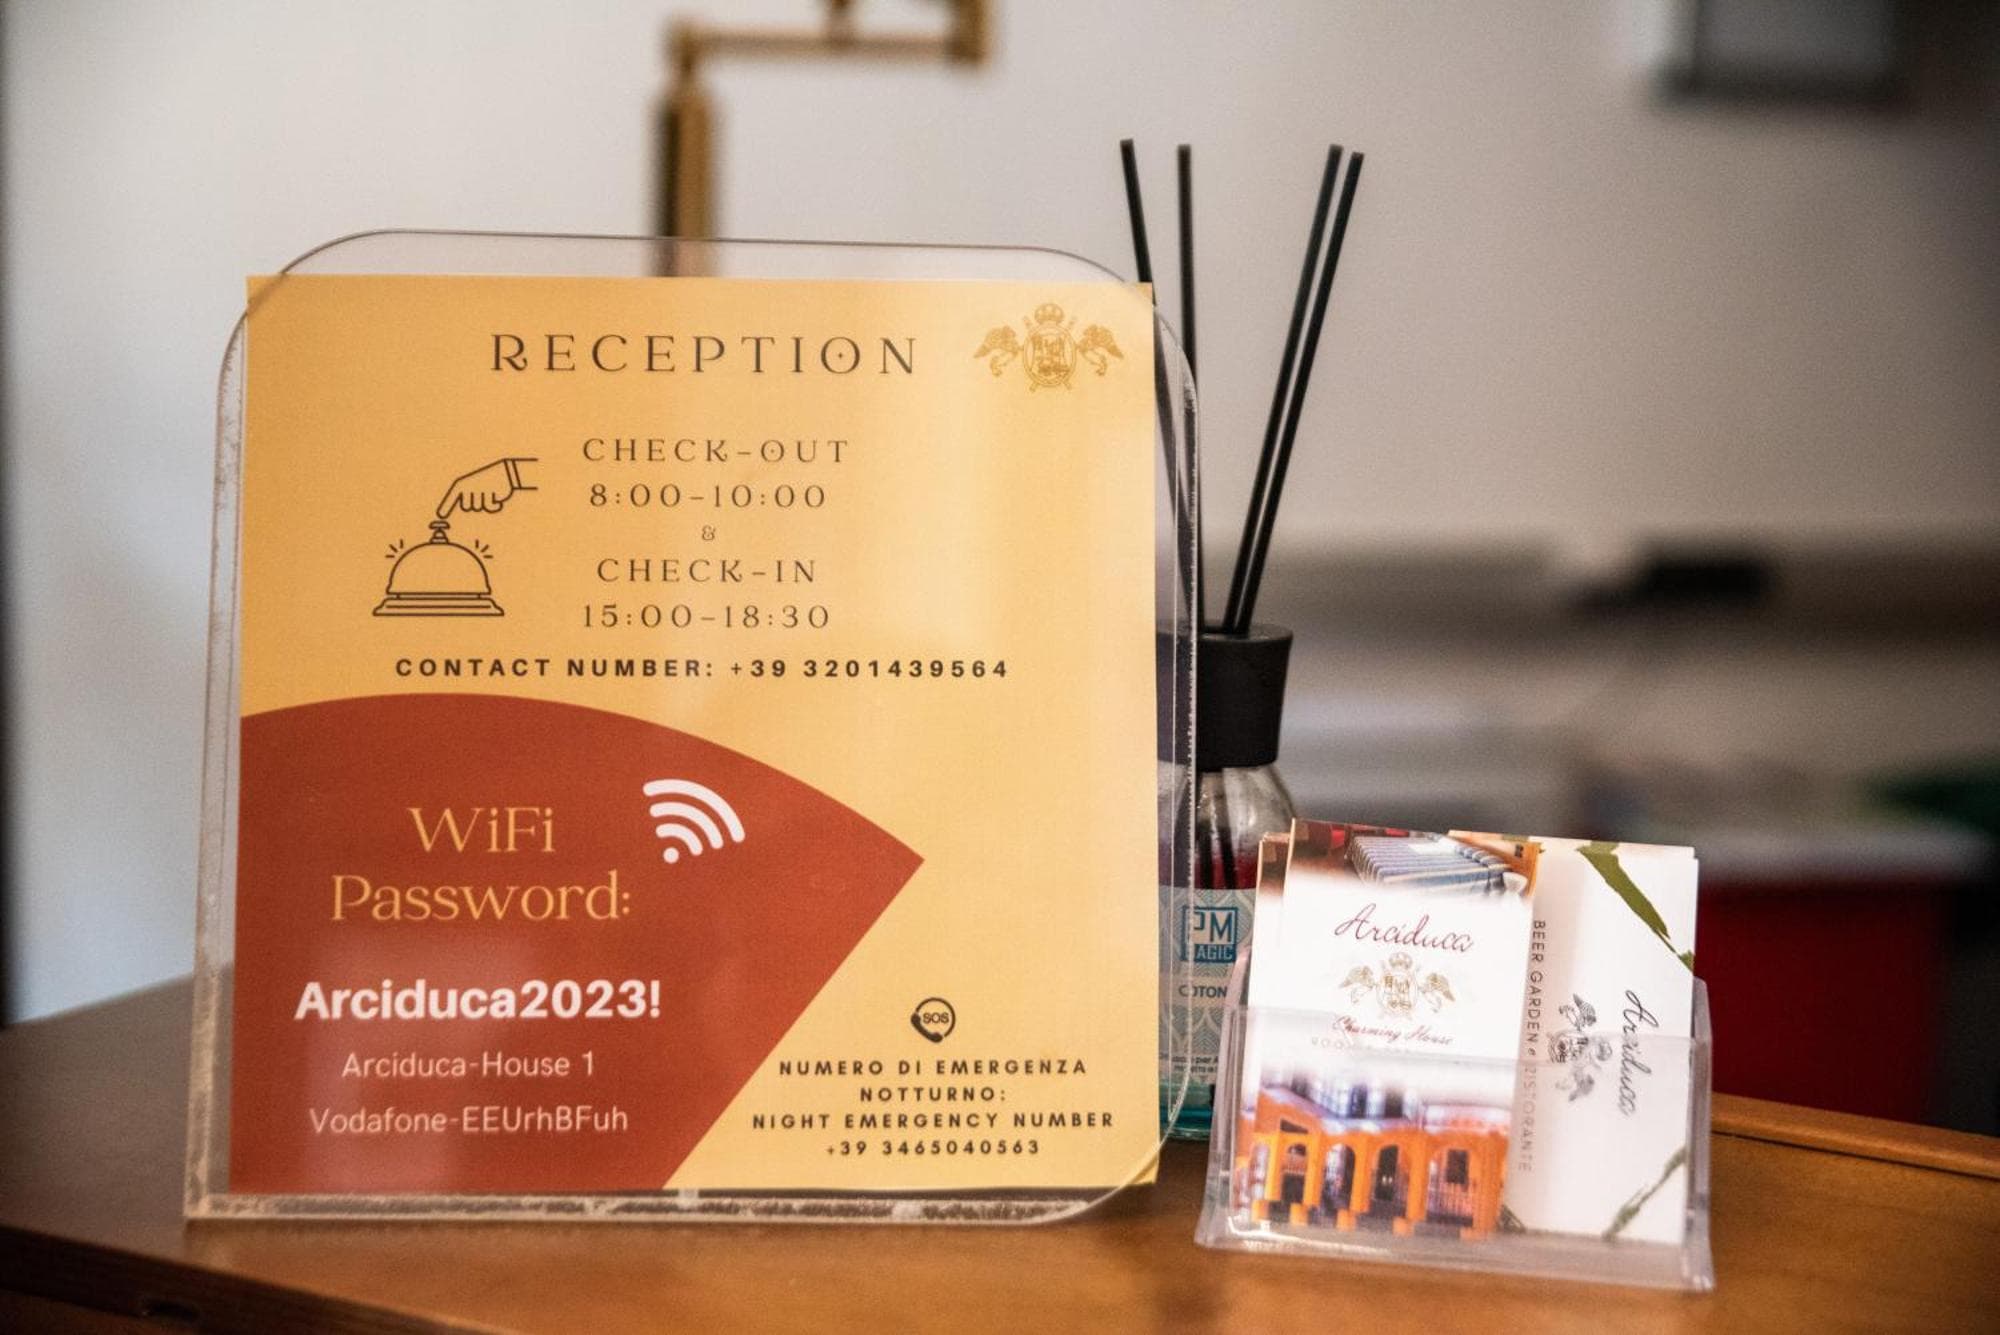 RECEPTION
CHECK-OUT
8:00-10:00
&
CHECK-IN
15:00-18:30
CONTACT NUMBER: +39 3201439564
WiFi
Password:
Arciduca2023!
Arciduca-House 1
Vodafone-EEUrhBFuh
SOS
NUMERO DI EMERGENZA
NOTTURNO:
NIGHT EMERGENCY NUMBER
+39 3465040563
PM
MAGIC
COTON
Arciduca
Charming House
BEER GARDEN e RISTORANTE
Arciduca